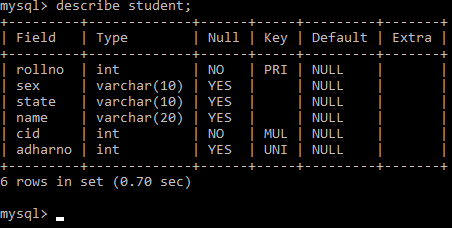 mysql> describe student;
+----------+-------------+------+-----+---------+-------+
| Field    | Type        | Null | Key | Default | Extra |
+----------+-------------+------+-----+---------+-------+
| rollno   | int         | NO   | PRI | NULL    |       |
| sex      | varchar(10) | YES  |     | NULL    |       |
| state    | varchar(10) | YES  |     | NULL    |       |
| name     | varchar(20) | YES  |     | NULL    |       |
| cid      | int         | NO   | MUL | NULL    |       |
| adharno  | int         | YES  | UNI | NULL    |       |
+----------+-------------+------+-----+---------+-------+
6 rows in set (0.70 sec)
mysql> _